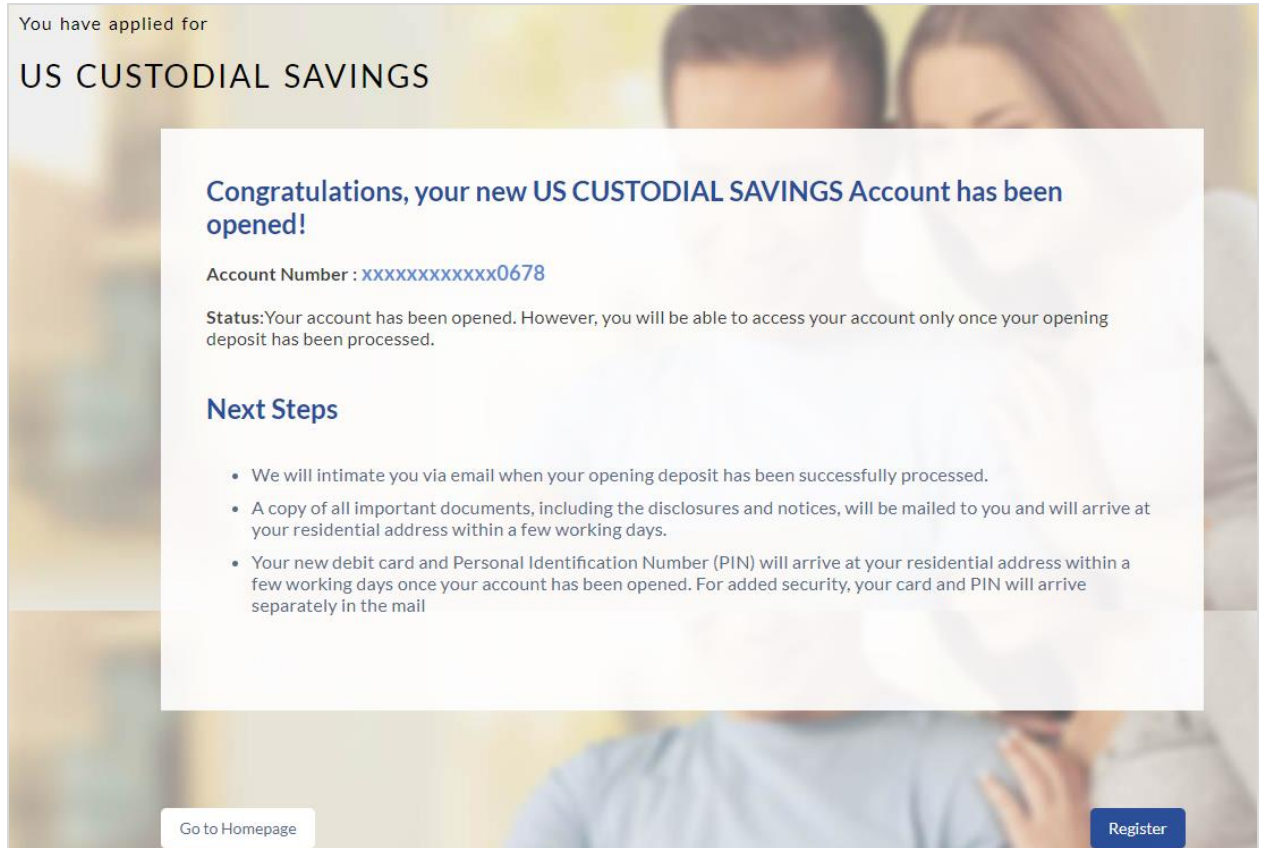 You have applied for
US CUSTODIAL SAVINGS
Congratulations, your new US CUSTODIAL SAVINGS Account has been
opened!
Account Number : xxxxxxxxxxxx0678
Status:Your account has been opened. However, you will be able to access your account only once your opening
deposit has been processed.
Next Steps
• We will intimate you via email when your opening deposit has been successfully processed.
• A copy of all important documents, including the disclosures and notices, will be mailed to you and will arrive at
your residential address within a few working days.
• Your new debit card and Personal Identification Number (PIN) will arrive at your residential address within a
few working days once your account has been opened. For added security, your card and PIN will arrive
separately in the mail
Go to Homepage
Register